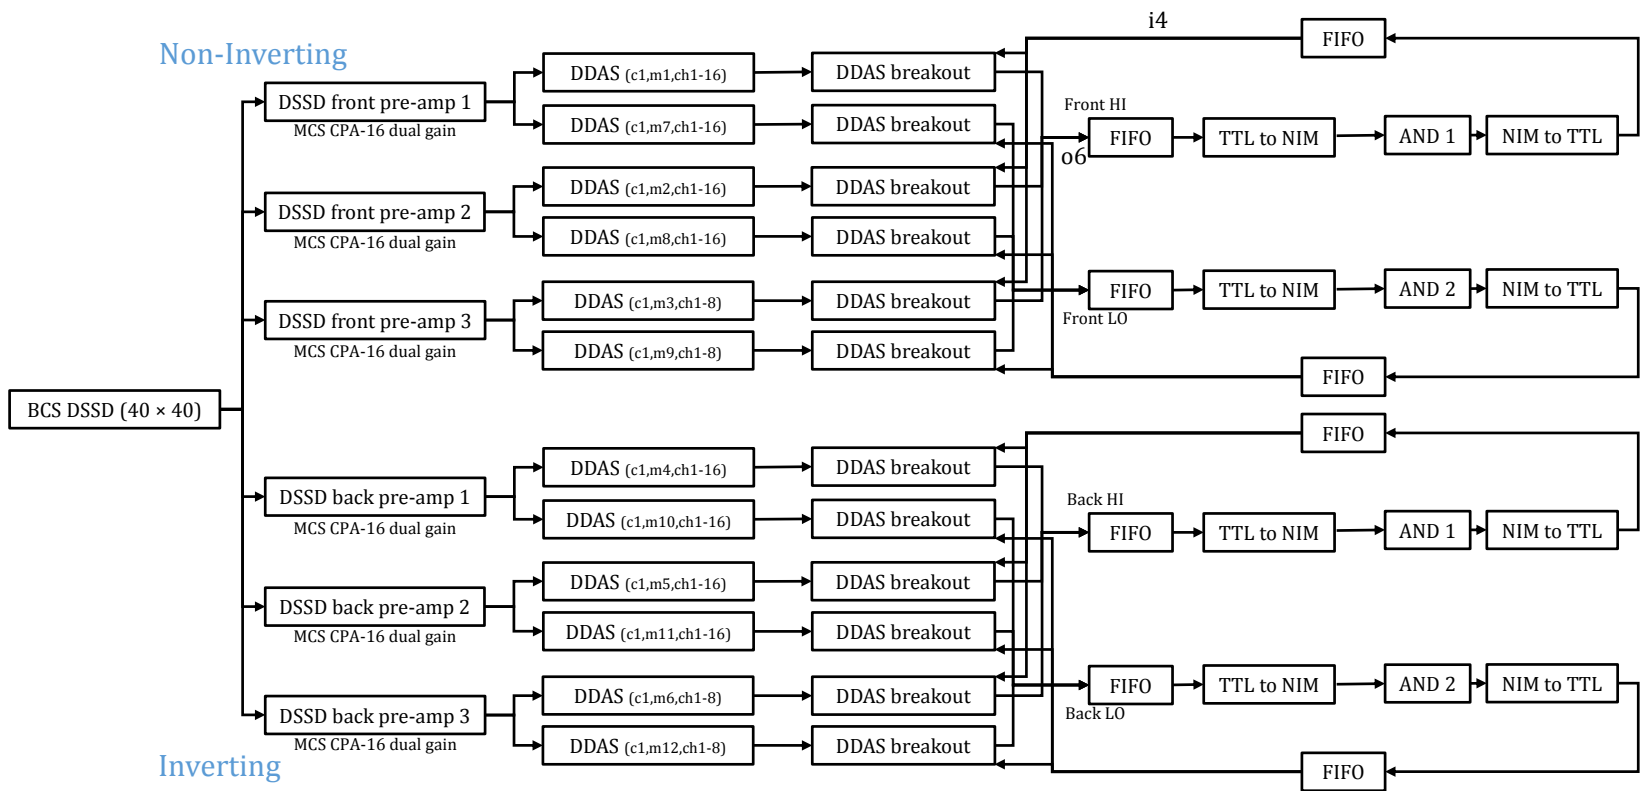 i4
FIFO
Non-Inverting
DDAS (c1,m1,ch1-16)
DDAS breakout
DSSD front pre-amp 1
MCS CPA-16 dual gain
Front HI
DDAS (c1,m7,ch1-16)
DDAS breakout
FIFO
TTL to NIM
AND 1
NIM to TTL
o6
DDAS (c1,m2,ch1-16)
DDAS breakout
DSSD front pre-amp 2
MCS CPA-16 dual gain
DDAS (c1,m8,ch1-16)
DDAS breakout
DDAS (c1,m3,ch1-8)
DDAS breakout
FIFO
TTL to NIM
AND 2
NIM to TTL
Front LO
DSSD front pre-amp 3
MCS CPA-16 dual gain
DDAS (c1,m9,ch1-8)
DDAS breakout
FIFO
BCS DSSD (40 × 40)
FIFO
DDAS (c1,m4,ch1-16)
DDAS breakout
DSSD back pre-amp 1
MCS CPA-16 dual gain
Back HI
DDAS (c1,m10,ch1-16)
DDAS breakout
FIFO
TTL to NIM
AND 1
NIM to TTL
DDAS (c1,m5,ch1-16)
DDAS breakout
DSSD back pre-amp 2
MCS CPA-16 dual gain
DDAS (c1,m11,ch1-16)
DDAS breakout
DDAS (c1,m6,ch1-8)
DDAS breakout
FIFO
TTL to NIM
AND 2
NIM to TTL
Back LO
DSSD back pre-amp 3
MCS CPA-16 dual gain
DDAS (c1,m12,ch1-8)
DDAS breakout
Inverting
FIFO